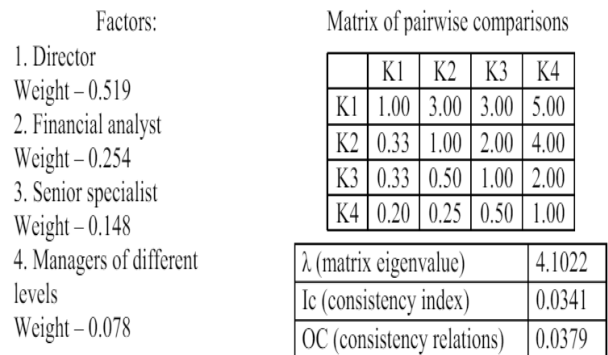 Factors:
1. Director
Weight – 0.519
2. Financial analyst
Weight – 0.254
3. Senior specialist
Weight – 0.148
4. Managers of different
levels
Weight – 0.078
Matrix of pairwise comparisons
K1 K2 K3 K4
K1 1.00 3.00 3.00 5.00
K2 0.33 1.00 2.00 4.00
K3 0.33 0.50 1.00 2.00
K4 0.20 0.25 0.50 1.00
λ (matrix eigenvalue) 4.1022
Ic (consistency index) 0.0341
OC (consistency relations) 0.0379